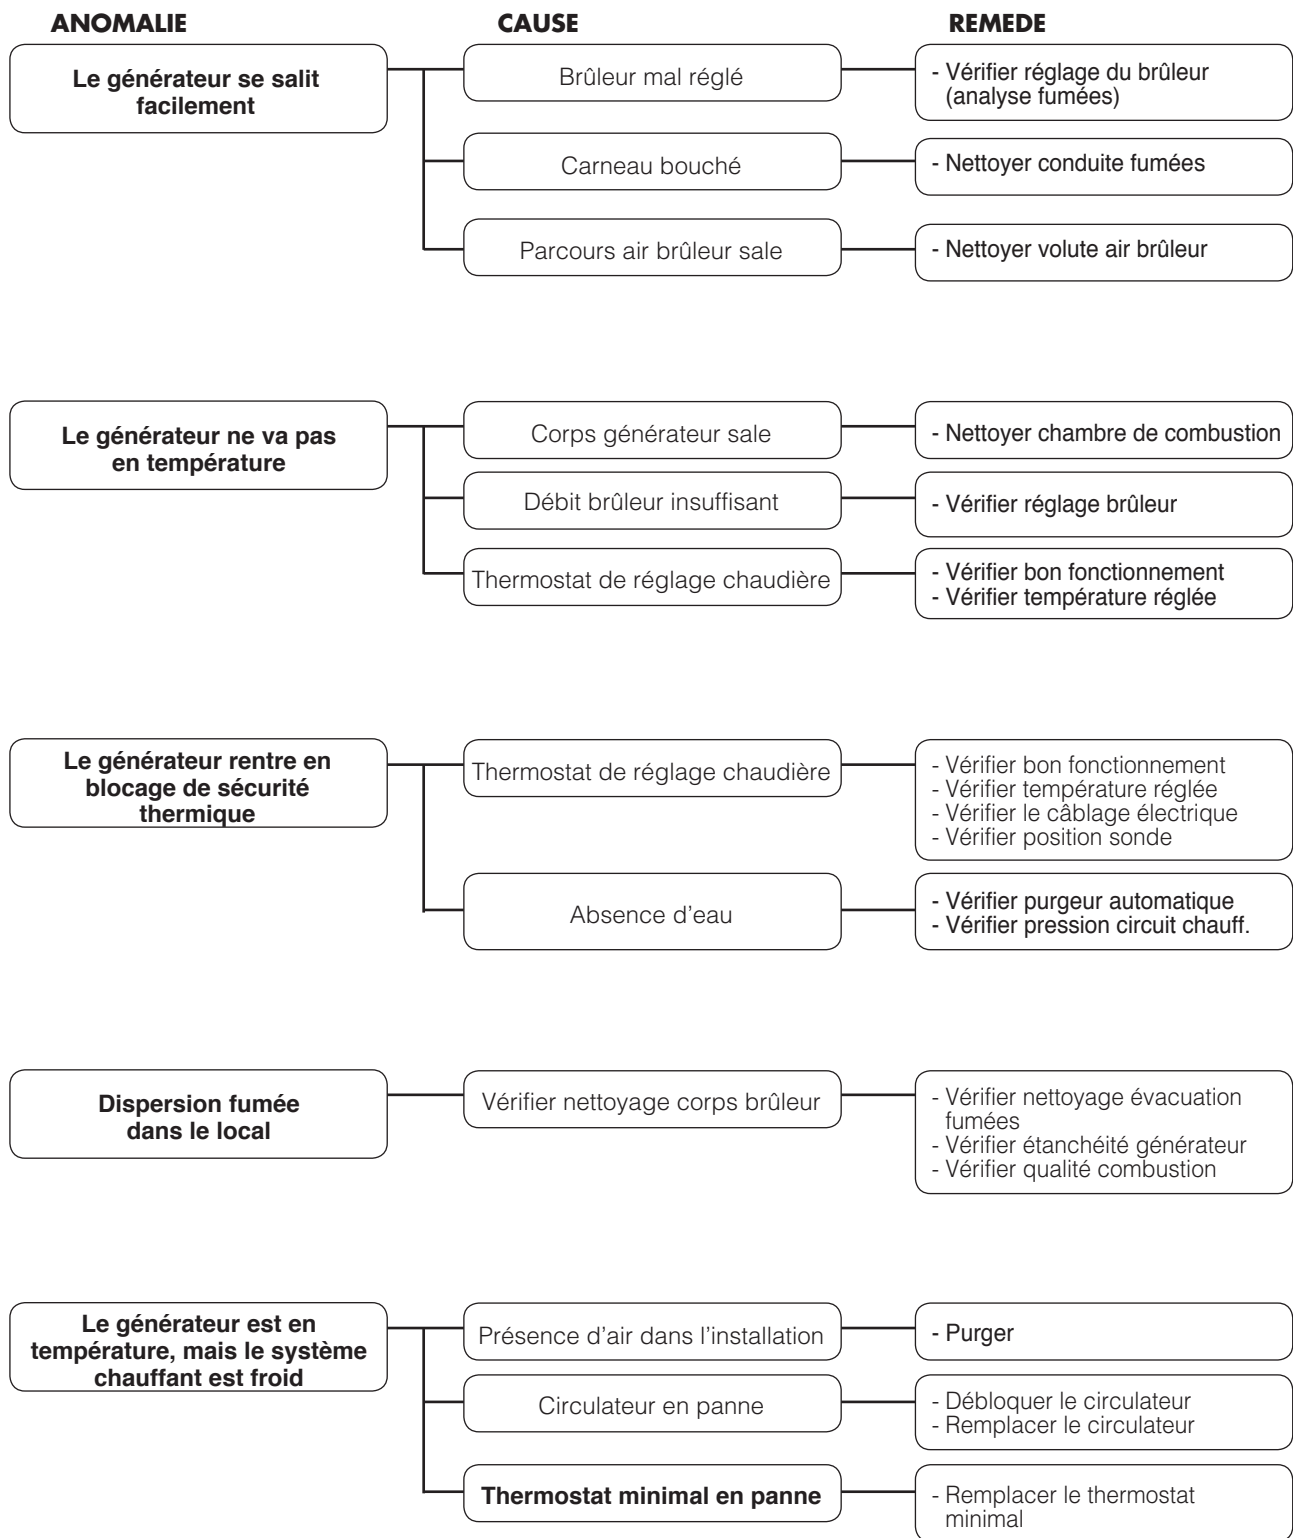 ANOMALIE CAUSE REMEDE
Le générateur se salit
facilement
Brûleur mal réglé
- Vérifier réglage du brûleur
(analyse fumées)
Carneau bouché
- Nettoyer conduite fumées
Parcours air brûleur sale
- Nettoyer volute air brûleur
Le générateur ne va pas
en température
Corps générateur sale
- Nettoyer chambre de combustion
Débit brûleur insuffisant
- Vérifier réglage brûleur
Thermostat de réglage chaudière
- Vérifier bon fonctionnement
- Vérifier température réglée
Le générateur rentre en
blocage de sécurité
thermique
Thermostat de réglage chaudière
- Vérifier bon fonctionnement
- Vérifier température réglée
- Vérifier le câblage électrique
- Vérifier position sonde
Absence d'eau
- Vérifier purgeur automatique
- Vérifier pression circuit chauff.
Dispersion fumée
dans le local
Vérifier nettoyage corps brûleur
- Vérifier nettoyage évacuation
fumées
- Vérifier étanchéité générateur
- Vérifier qualité combustion
Le générateur est en
température, mais le système
chauffant est froid
Présence d'air dans l'installation
- Purger
Circulateur en panne
- Débloquer le circulateur
- Remplacer le circulateur
Thermostat minimal en panne
- Remplacer le thermostat
minimal